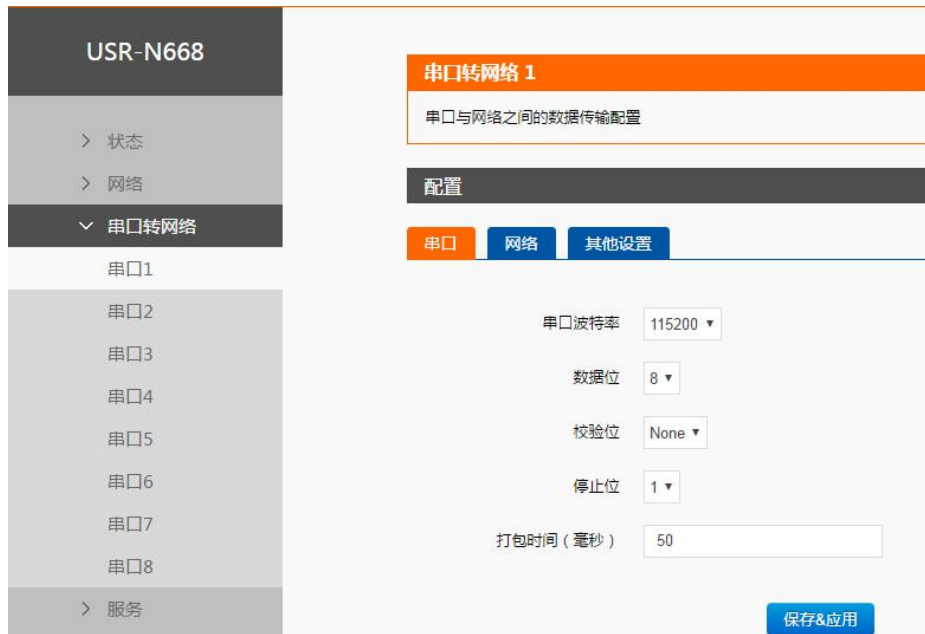 USR-N668
状态
网络
串口转网络
串口1
串口2
串口3
串口4
串口5
串口6
串口7
串口8
服务
串口转网络 1
串口与网络之间的数据传输配置
配置
串口 网络 其他设置
串口波特率 115200
数据位 8
校验位 None
停止位 1
打包时间（毫秒） 50
保存&应用